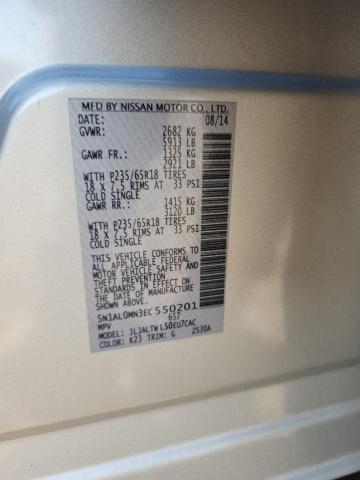 MFD BY NISSAN MOTOR CO., LTD.
DATE: 08/14
GVWR: 2682 KG
5913 LB
GAWR FR.: 1325 KG
2921 LB
WITH P235/65R18 TIRES
18 X 7.5 RIMS AT 33 PSI
COLD SINGLE
GAWR RR.: 1415 KG
3120 LB
WITH P235/65R18 TIRES
18 X 7.5 RIMS AT 33 PSI
COLD SINGLE
THIS VEHICLE CONFORMS TO
ALL APPLICABLE FEDERAL
MOTOR VEHICLE SAFETY
STANDARDS IN EFFECT ON
THE DATE OF MANUFACTURE
SHOWN ABOVE.
5N1AL0MN3EC550201
MPV 657
MODEL: JLJALTWL50EU7CAC
COLOR: K23 TRIM: G 2530A